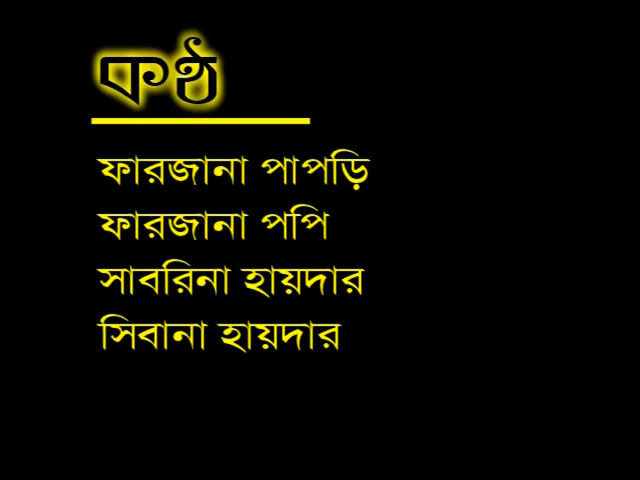 কণ্ঠ
ফারজানা পাপড়ি
ফারজানা পপি
সাবরিনা হায়দার
সিবানা হায়দার